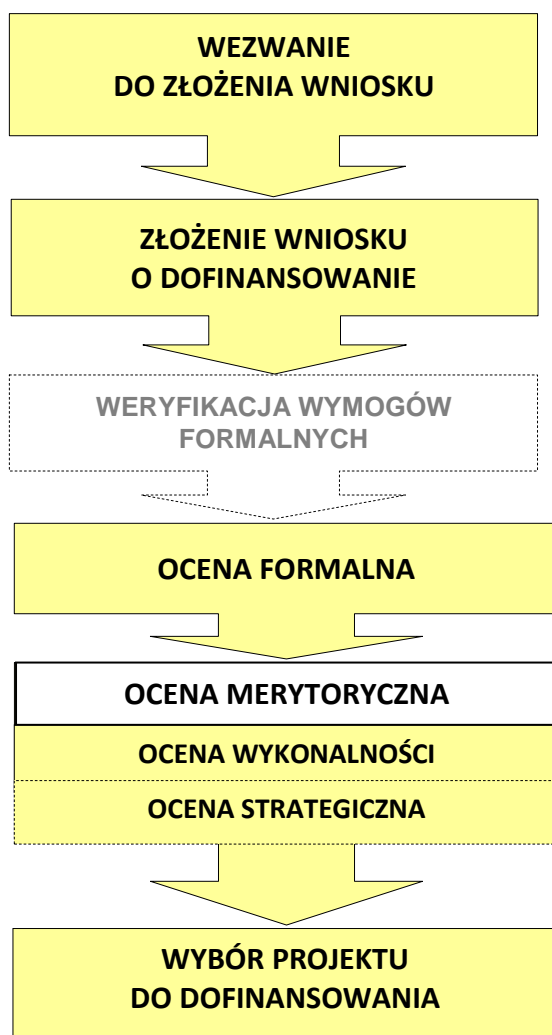 WEZWANIE
DO ZŁOŻENIA WNIOSKU
ZŁOŻENIE WNIOSKU
O DOFINANSOWANIE
WERYFIKACJA WYMOGÓW
FORMALNYCH
OCENA FORMALNA
OCENA MERYTORYCZNA
OCENA WYKONALNOŚCI
OCENA STRATEGICZNA
WYBÓR PROJEKTU
DO DOFINANSOWANIA